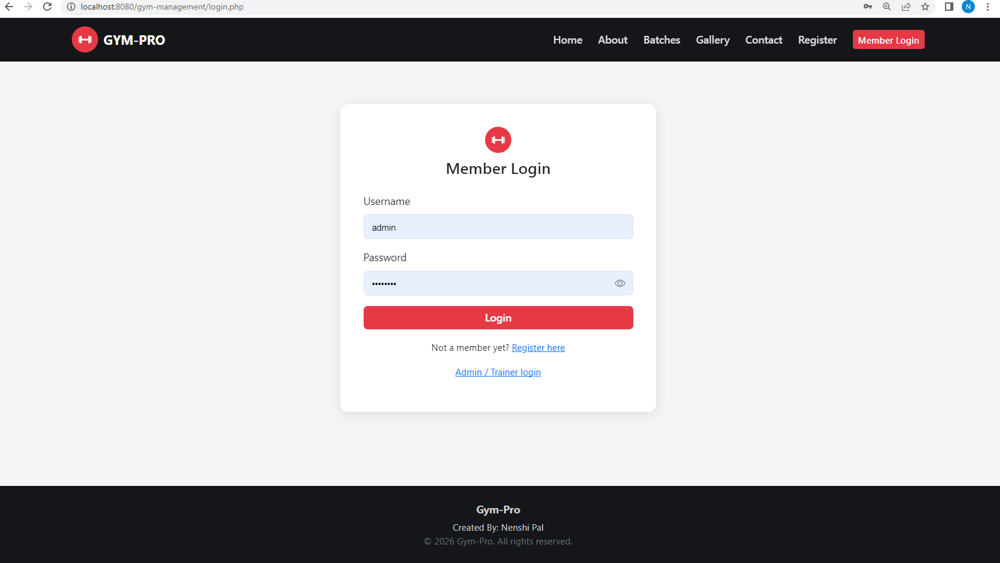 localhost:8080/gym-management/login.php
N
GYM-PRO
Home About Batches Gallery Contact Register Member Login
Member Login
Username
admin
Password
••••••••
Login
Not a member yet? Register here
Admin / Trainer login
Gym-Pro
Created By: Nenshi Pal
© 2026 Gym-Pro. All rights reserved.